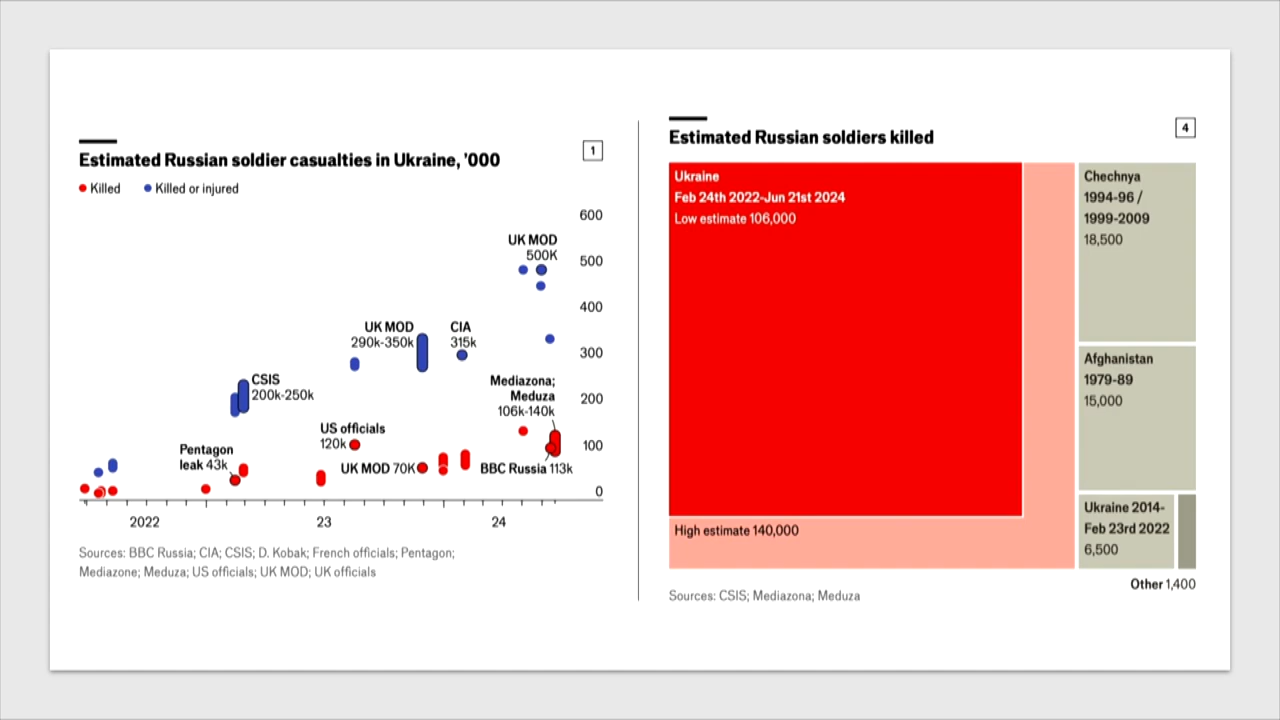 1
Estimated Russian soldier casualties in Ukraine, ’000
Killed
Killed or injured
600
500
400
300
200
100
0
UK MOD
500K
UK MOD
290k-350k
CIA
315k
CSIS
200k-250k
Mediazona;
Meduza
106k-140k
US officials
120k
Pentagon
leak 43k
UK MOD 70K
BBC Russia 113k
2022
23
24
Sources: BBC Russia; CIA; CSIS; D. Kobak; French officials; Pentagon;
Mediazone; Meduza; US officials; UK MOD; UK officials
4
Estimated Russian soldiers killed
Ukraine
Feb 24th 2022-Jun 21st 2024
Low estimate 106,000
High estimate 140,000
Chechnya
1994-96 /
1999-2009
18,500
Afghanistan
1979-89
15,000
Ukraine 2014-
Feb 23rd 2022
6,500
Other 1,400
Sources: CSIS; Mediazona; Meduza